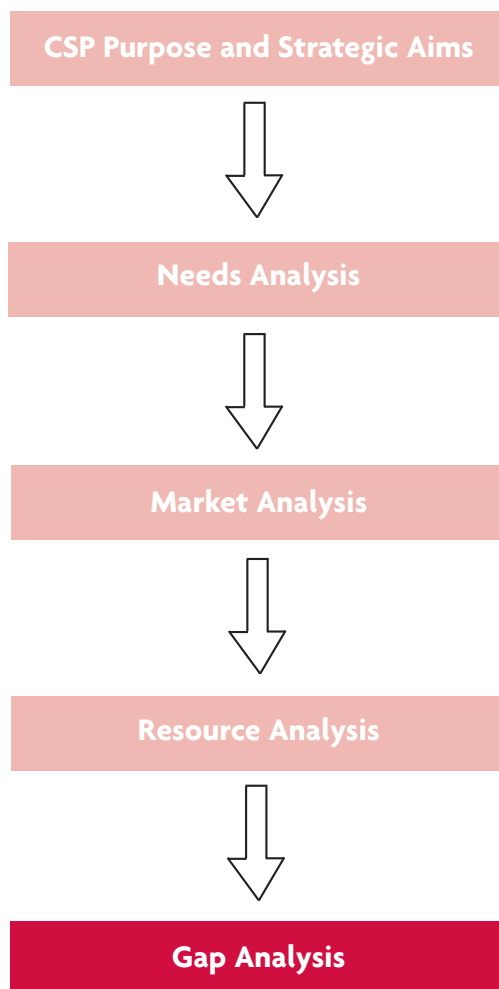 CSP Purpose and Strategic Aims
Needs Analysis
Market Analysis
Resource Analysis
Gap Analysis